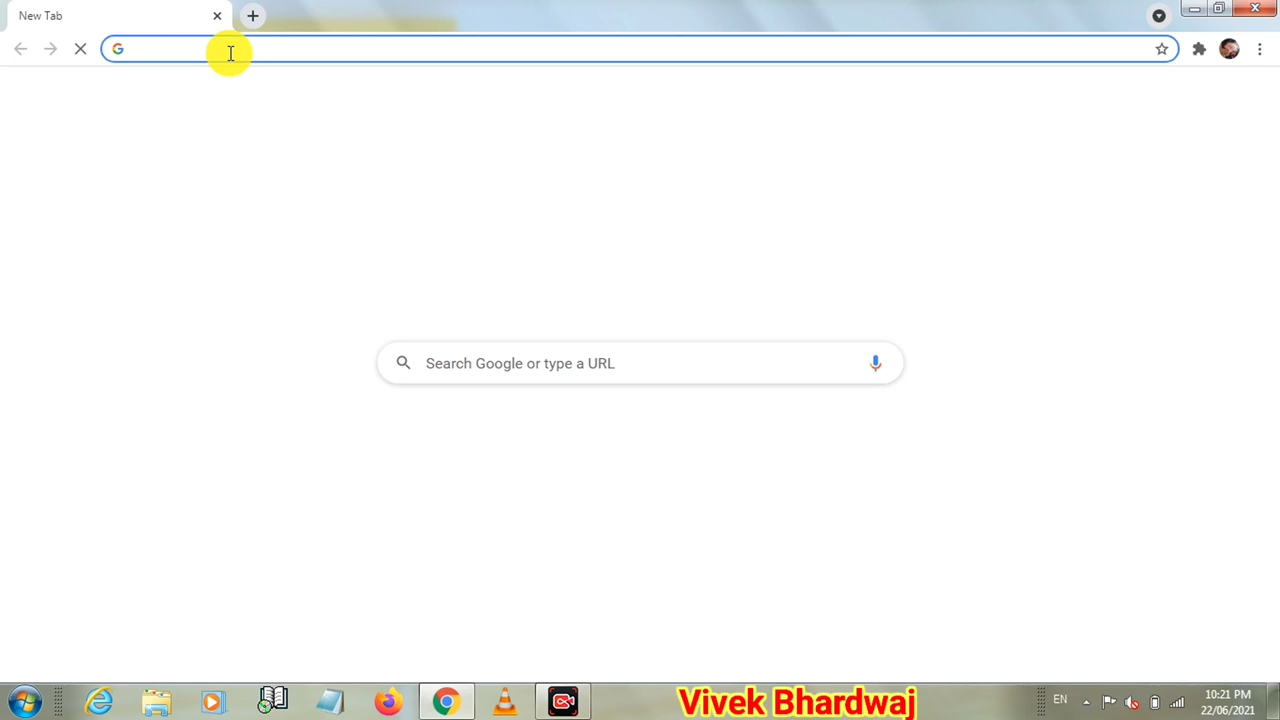 New Tab
Search Google or type a URL
Vivek Bhardwaj
EN
10:21 PM
22/06/2021